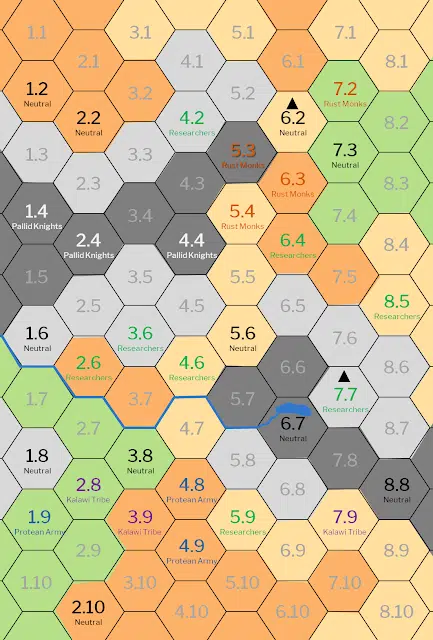 1.1
3.1
5.1
7.1
2.1
4.1
6.1
8.1
1.2
Neutral
3.2
5.2
7.2
Rust Monks
2.2
Neutral
4.2
Researchers
6.2
Neutral
8.2
1.3
3.3
5.3
Rust Monks
7.3
Neutral
2.3
4.3
6.3
Rust Monks
8.3
1.4
Pallid Knights
3.4
5.4
Rust Monks
7.4
2.4
Pallid Knights
4.4
Pallid Knights
6.4
Researchers
8.4
1.5
3.5
5.5
7.5
2.5
4.5
6.5
8.5
Researchers
1.6
Neutral
3.6
Researchers
5.6
Neutral
7.6
2.6
Researchers
4.6
Researchers
6.6
8.6
1.7
3.7
5.7
7.7
Researchers
2.7
4.7
6.7
Neutral
8.7
1.8
Neutral
3.8
Neutral
5.8
7.8
2.8
Kalawi Tribe
4.8
Protean Army
6.8
8.8
Neutral
1.9
Protean Army
3.9
Kalawi Tribe
5.9
Researchers
7.9
Kalawi Tribe
2.9
4.9
Protean Army
6.9
8.9
1.10
3.10
5.10
7.10
2.10
Neutral
4.10
6.10